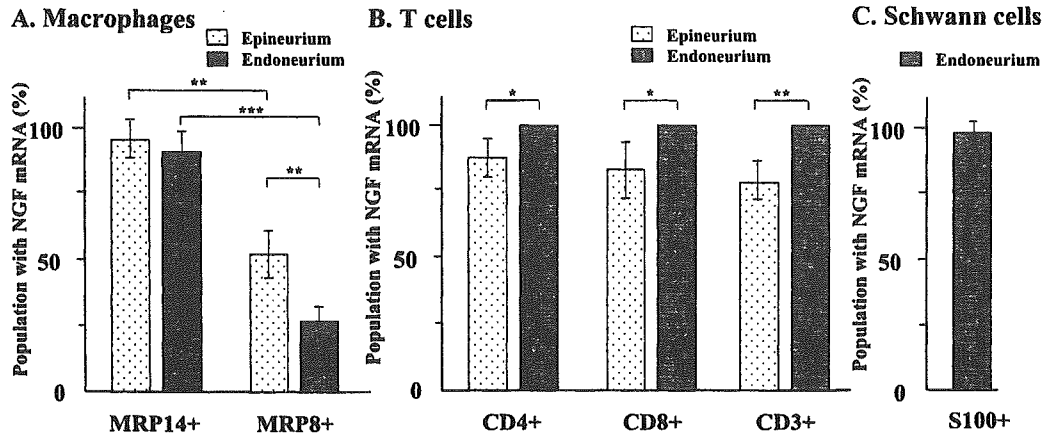 A. Macrophages
Epineurium
Endoneurium
Population with NGF mRNA (%)
100
50
0
**
***
**
MRP14+
MRP8+
B. T cells
Epineurium
Endoneurium
Population with NGF mRNA (%)
100
50
0
*
*
**
CD4+
CD8+
CD3+
C. Schwann cells
Endoneurium
Population with NGF mRNA (%)
100
50
0
S100+